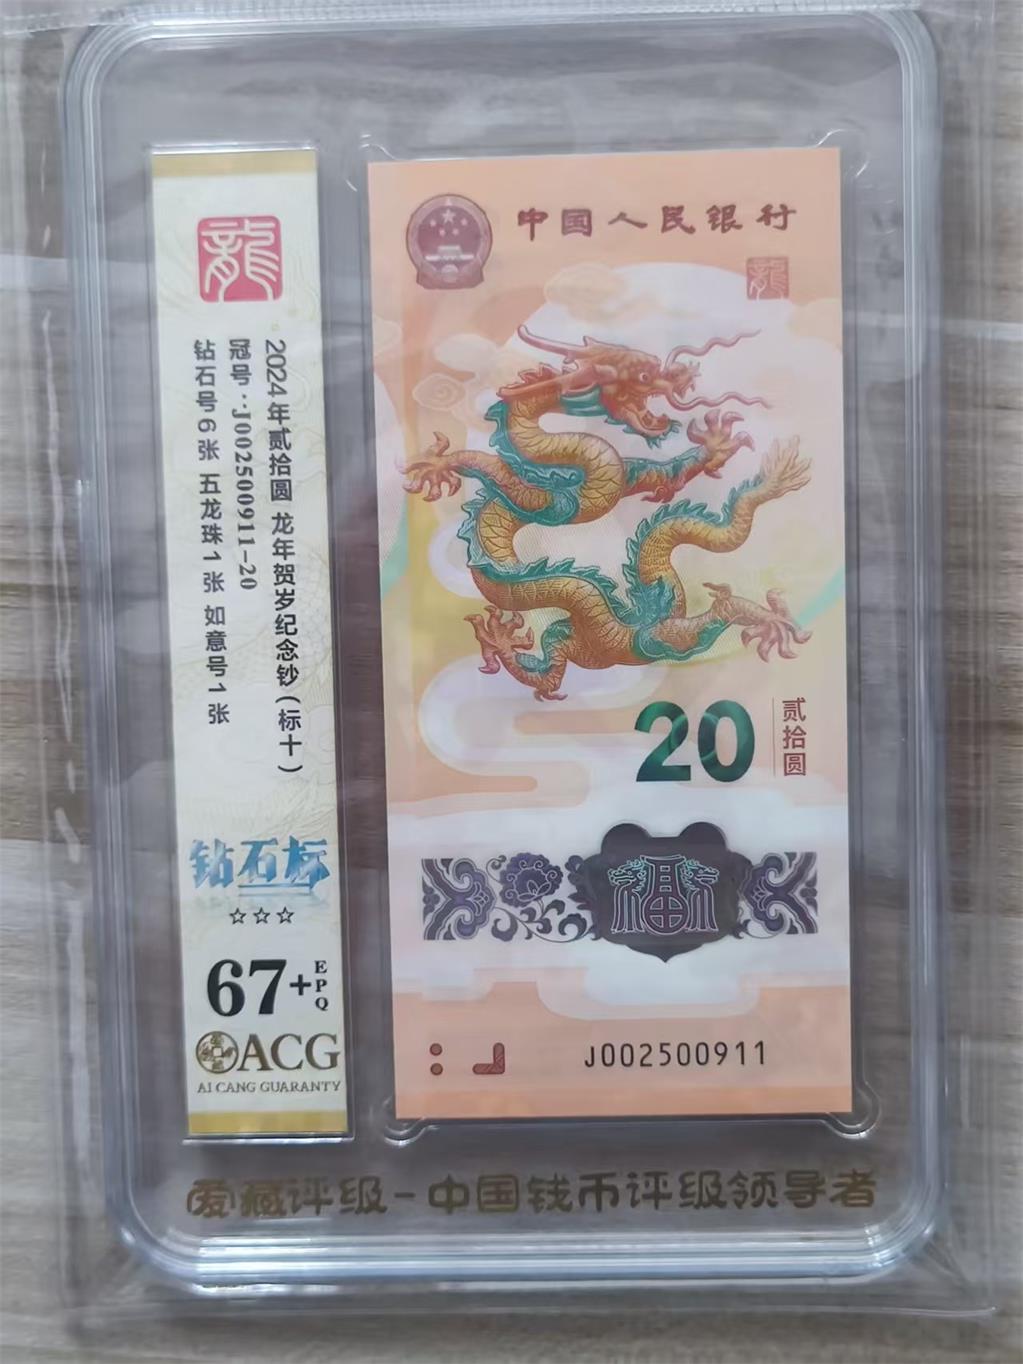 龍
2024年贰拾圆 龙年贺岁纪念钞(标十)
冠号:J002500911-20
钻石号6张 五龙珠1张 如意号1张
钻石标
☆☆☆
67+
EPQ
ACG
AI CANG GUARANTY
中国人民银行
龍
20
贰拾圆
福
J002500911
爱藏评级-中国钱币评级领导者